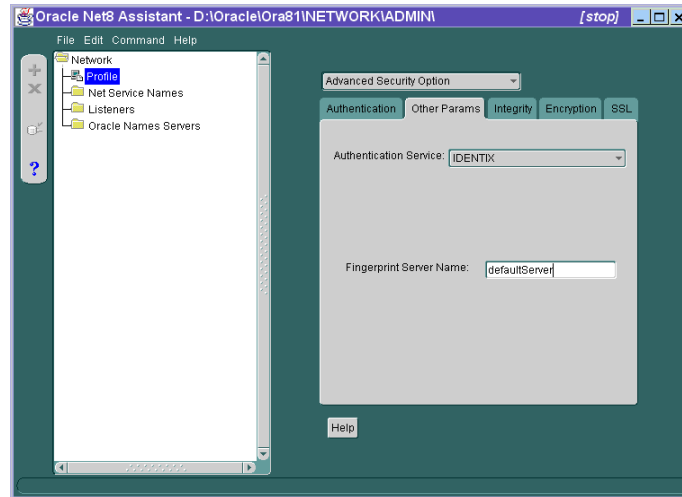 Oracle Net8 Assistant - D:\Oracle\Ora81\NETWORK\ADMIN\ [stop]
File Edit Command Help
Network
Profile
Net Service Names
Listeners
Oracle Names Servers
?
Advanced Security Option
Authentication Other Params Integrity Encryption SSL
Authentication Service: IDENTIX
Fingerprint Server Name: defaultServer
Help